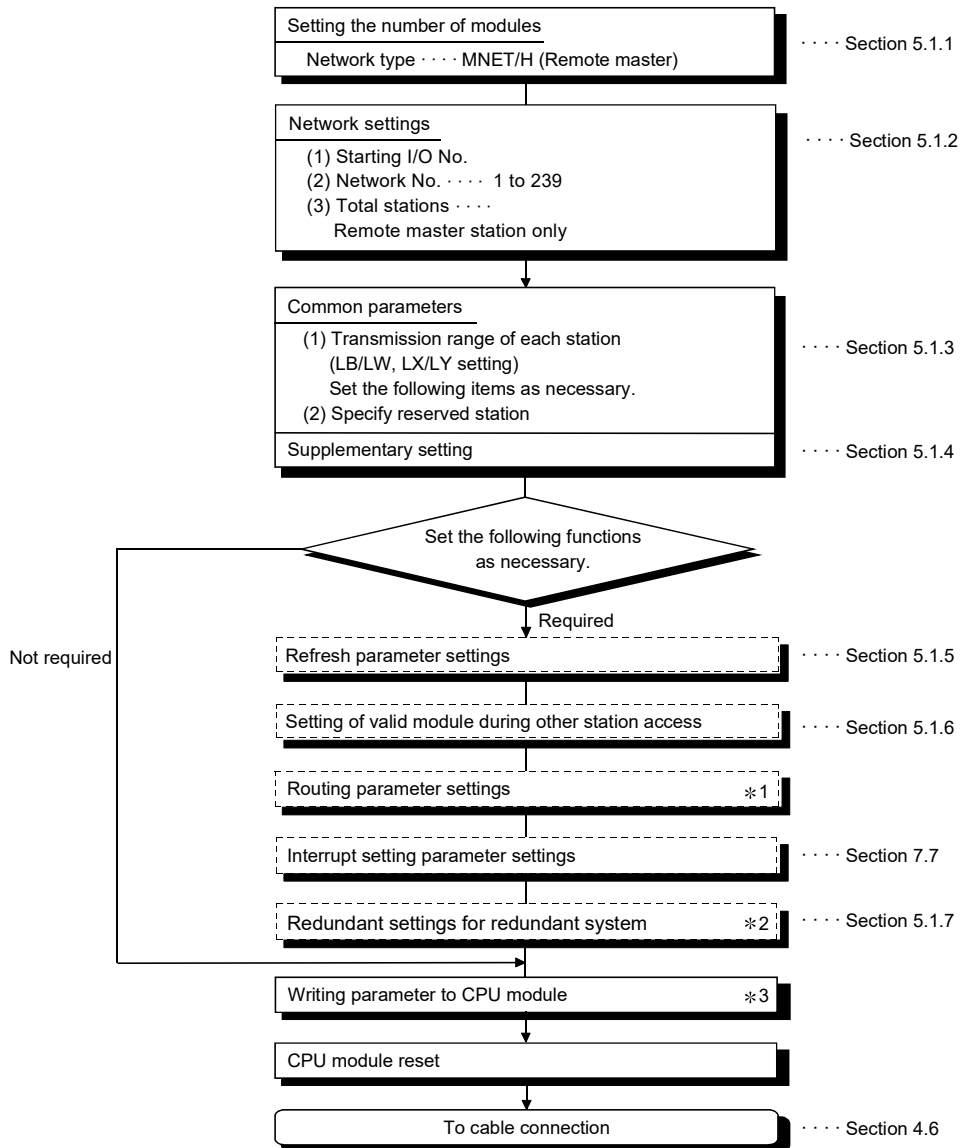 Setting the number of modules
Network type ···· MNET/H (Remote master)
···· Section 5.1.1
Network settings
···· Section 5.1.2
(1) Starting I/O No.
(2) Network No. ···· 1 to 239
(3) Total stations ····
Remote master station only
Common parameters
(1) Transmission range of each station
(LB/LW, LX/LY setting)
···· Section 5.1.3
Set the following items as necessary.
(2) Specify reserved station
Supplementary setting
···· Section 5.1.4
Set the following functions
as necessary.
Required
Not required
Refresh parameter settings
···· Section 5.1.5
Setting of valid module during other station access
···· Section 5.1.6
Routing parameter settings ∗1
Interrupt setting parameter settings
···· Section 7.7
Redundant settings for redundant system ∗2
···· Section 5.1.7
Writing parameter to CPU module ∗3
CPU module reset
To cable connection
···· Section 4.6